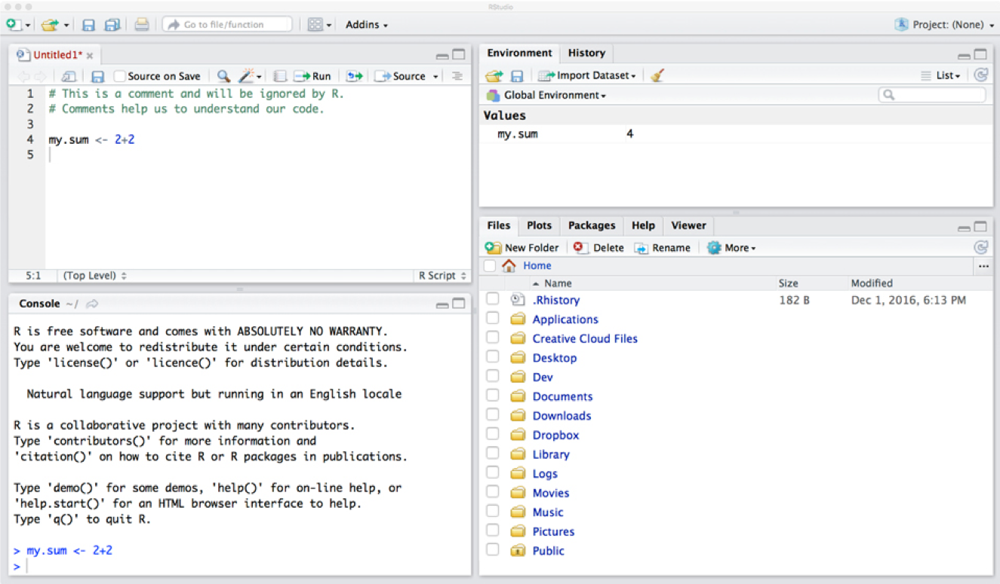 RStudio
Go to file/function
Addins
Project: (None)
Untitled1*
Source on Save
Run
Source
1 # This is a comment and will be ignored by R.
2 # Comments help us to understand our code.
3
4 my.sum <- 2+2
5
5:1 (Top Level) R Script
Console ~/
R is free software and comes with ABSOLUTELY NO WARRANTY.
You are welcome to redistribute it under certain conditions.
Type 'license()' or 'licence()' for distribution details.
Natural language support but running in an English locale
R is a collaborative project with many contributors.
Type 'contributors()' for more information and
'citation()' on how to cite R or R packages in publications.
Type 'demo()' for some demos, 'help()' for on-line help, or
'help.start()' for an HTML browser interface to help.
Type 'q()' to quit R.
> my.sum <- 2+2
>
Environment History
Import Dataset List
Global Environment
Values
my.sum 4
Files Plots Packages Help Viewer
New Folder Delete Rename More
Home ...
Name Size Modified
.Rhistory 182 B Dec 1, 2016, 6:13 PM
Applications
Creative Cloud Files
Desktop
Dev
Documents
Downloads
Dropbox
Library
Logs
Movies
Music
Pictures
Public